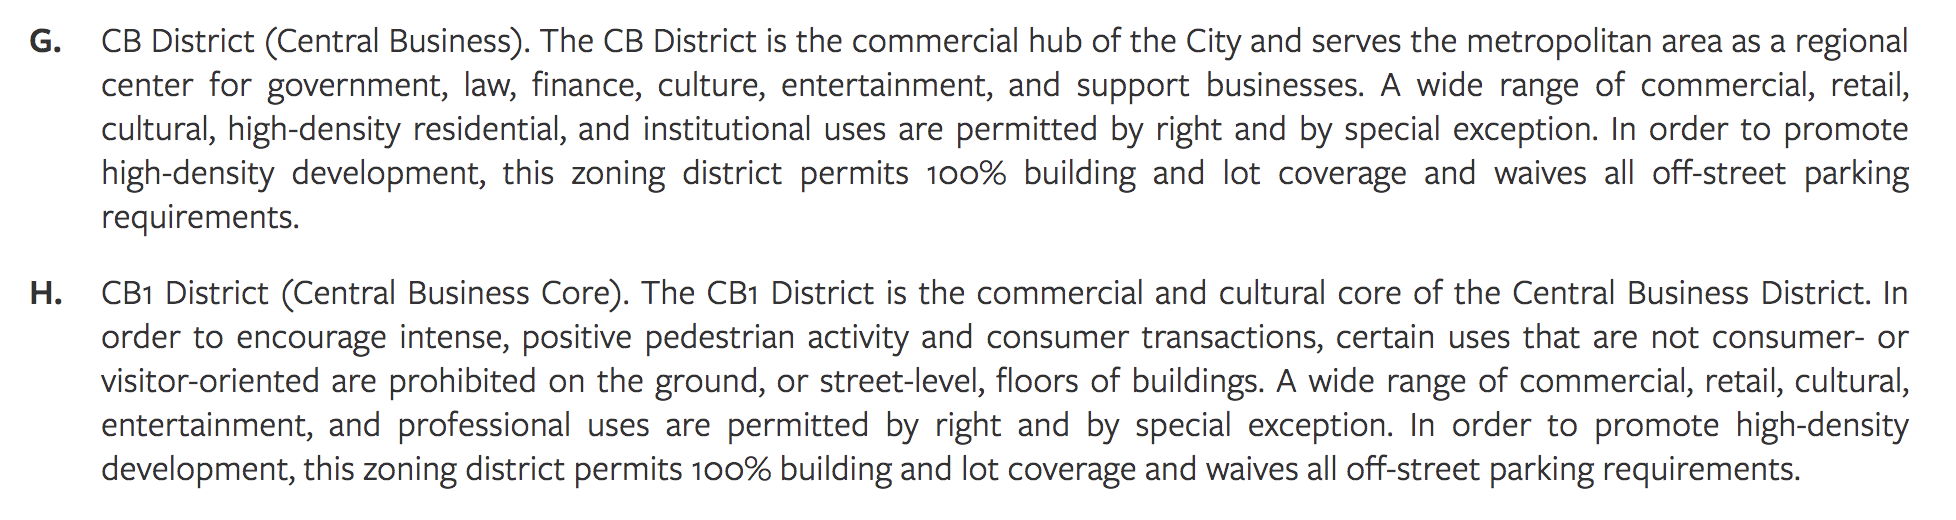 G. CB District (Central Business). The CB District is the commercial hub of the City and serves the metropolitan area as a regional
center for government, law, finance, culture, entertainment, and support businesses. A wide range of commercial, retail,
cultural, high-density residential, and institutional uses are permitted by right and by special exception. In order to promote
high-density development, this zoning district permits 100% building and lot coverage and waives all off-street parking
requirements.
H. CB1 District (Central Business Core). The CB1 District is the commercial and cultural core of the Central Business District. In
order to encourage intense, positive pedestrian activity and consumer transactions, certain uses that are not consumer- or
visitor-oriented are prohibited on the ground, or street-level, floors of buildings. A wide range of commercial, retail, cultural,
entertainment, and professional uses are permitted by right and by special exception. In order to promote high-density
development, this zoning district permits 100% building and lot coverage and waives all off-street parking requirements.